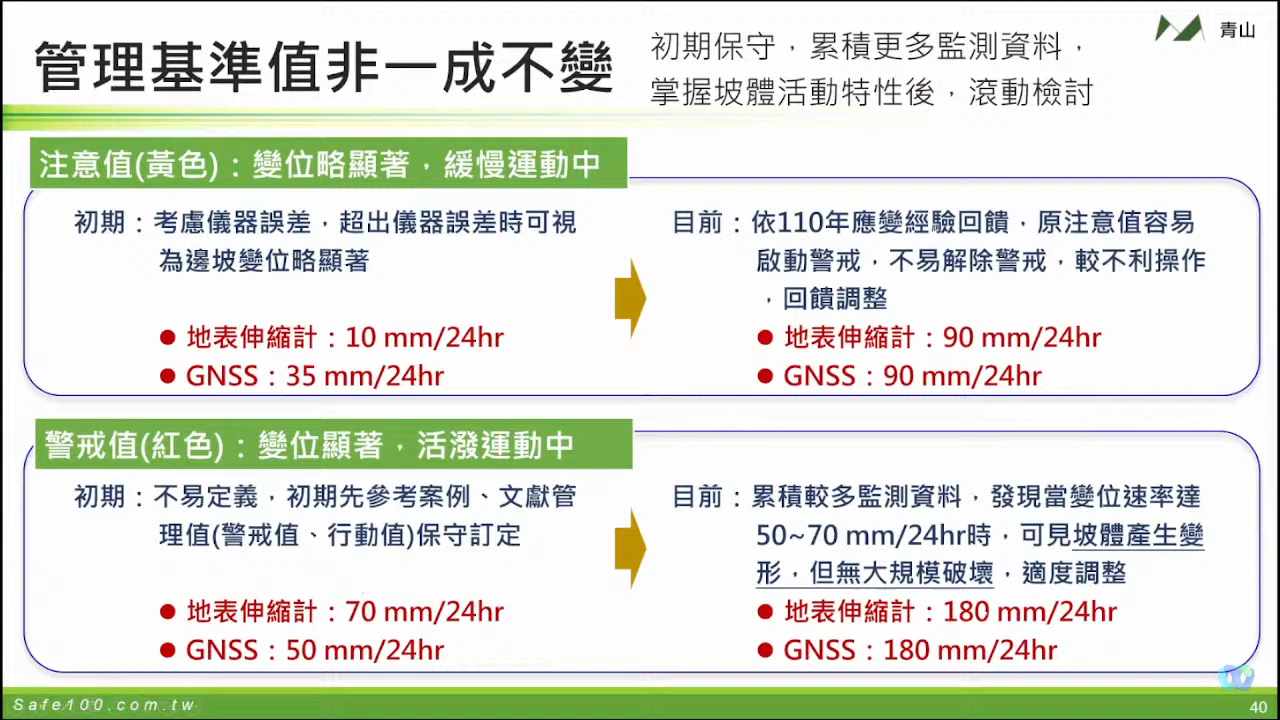 管理基準值非一成不變
初期保守，累積更多監測資料，
掌握坡體活動特性後，滾動檢討
青山
注意值(黃色)：變位略顯著，緩慢運動中
初期：考慮儀器誤差，超出儀器誤差時可視
為邊坡變位略顯著
● 地表伸縮計：10 mm/24hr
● GNSS：35 mm/24hr
目前：依110年應變經驗回饋，原注意值容易
啟動警戒，不易解除警戒，較不利操作
，回饋調整
● 地表伸縮計：90 mm/24hr
● GNSS：90 mm/24hr
警戒值(紅色)：變位顯著，活潑運動中
初期：不易定義，初期先參考案例、文獻管
理值(警戒值、行動值)保守訂定
● 地表伸縮計：70 mm/24hr
● GNSS：50 mm/24hr
目前：累積較多監測資料，發現當變位速率達
50~70 mm/24hr時，可見坡體產生變
形，但無大規模破壞，適度調整
● 地表伸縮計：180 mm/24hr
● GNSS：180 mm/24hr
Safe100.com.tw
40